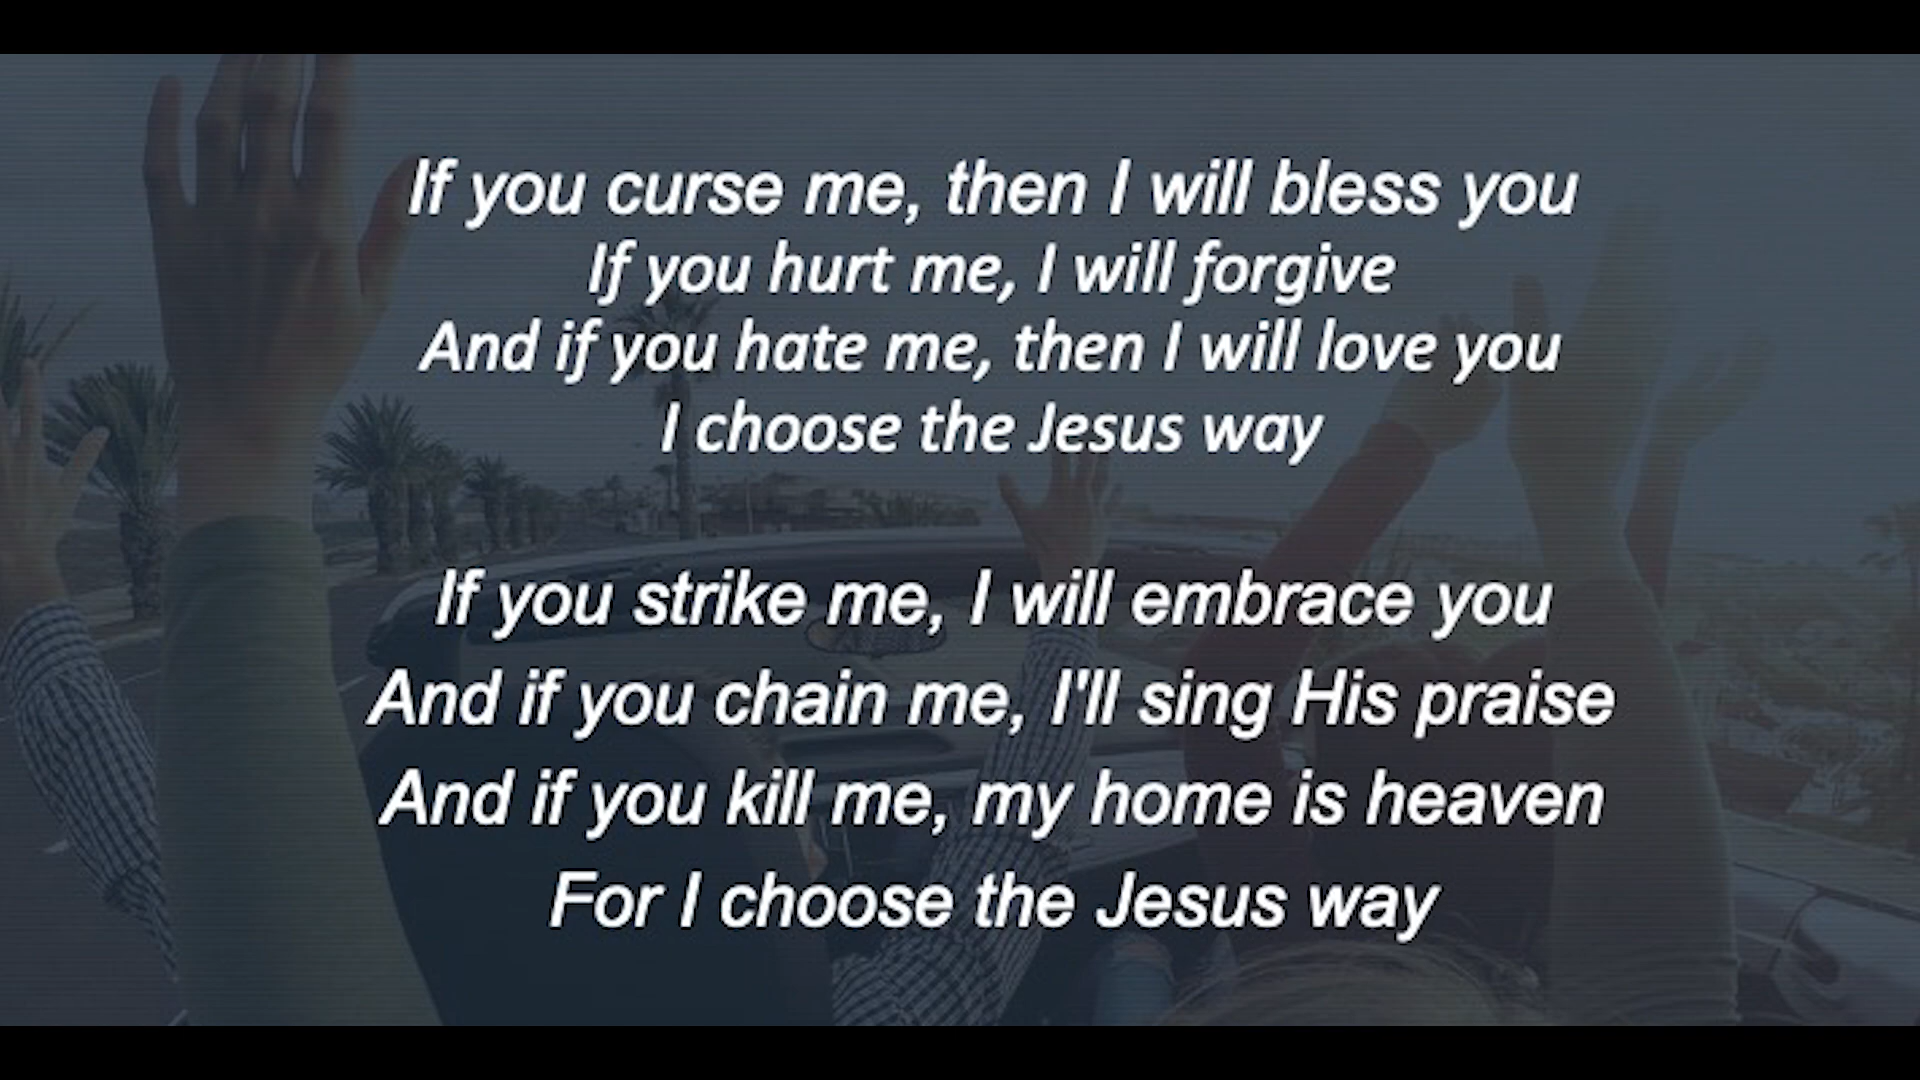 If you curse me, then I will bless you
If you hurt me, I will forgive
And if you hate me, then I will love you
I choose the Jesus way
If you strike me, I will embrace you
And if you chain me, I'll sing His praise
And if you kill me, my home is heaven
For I choose the Jesus way